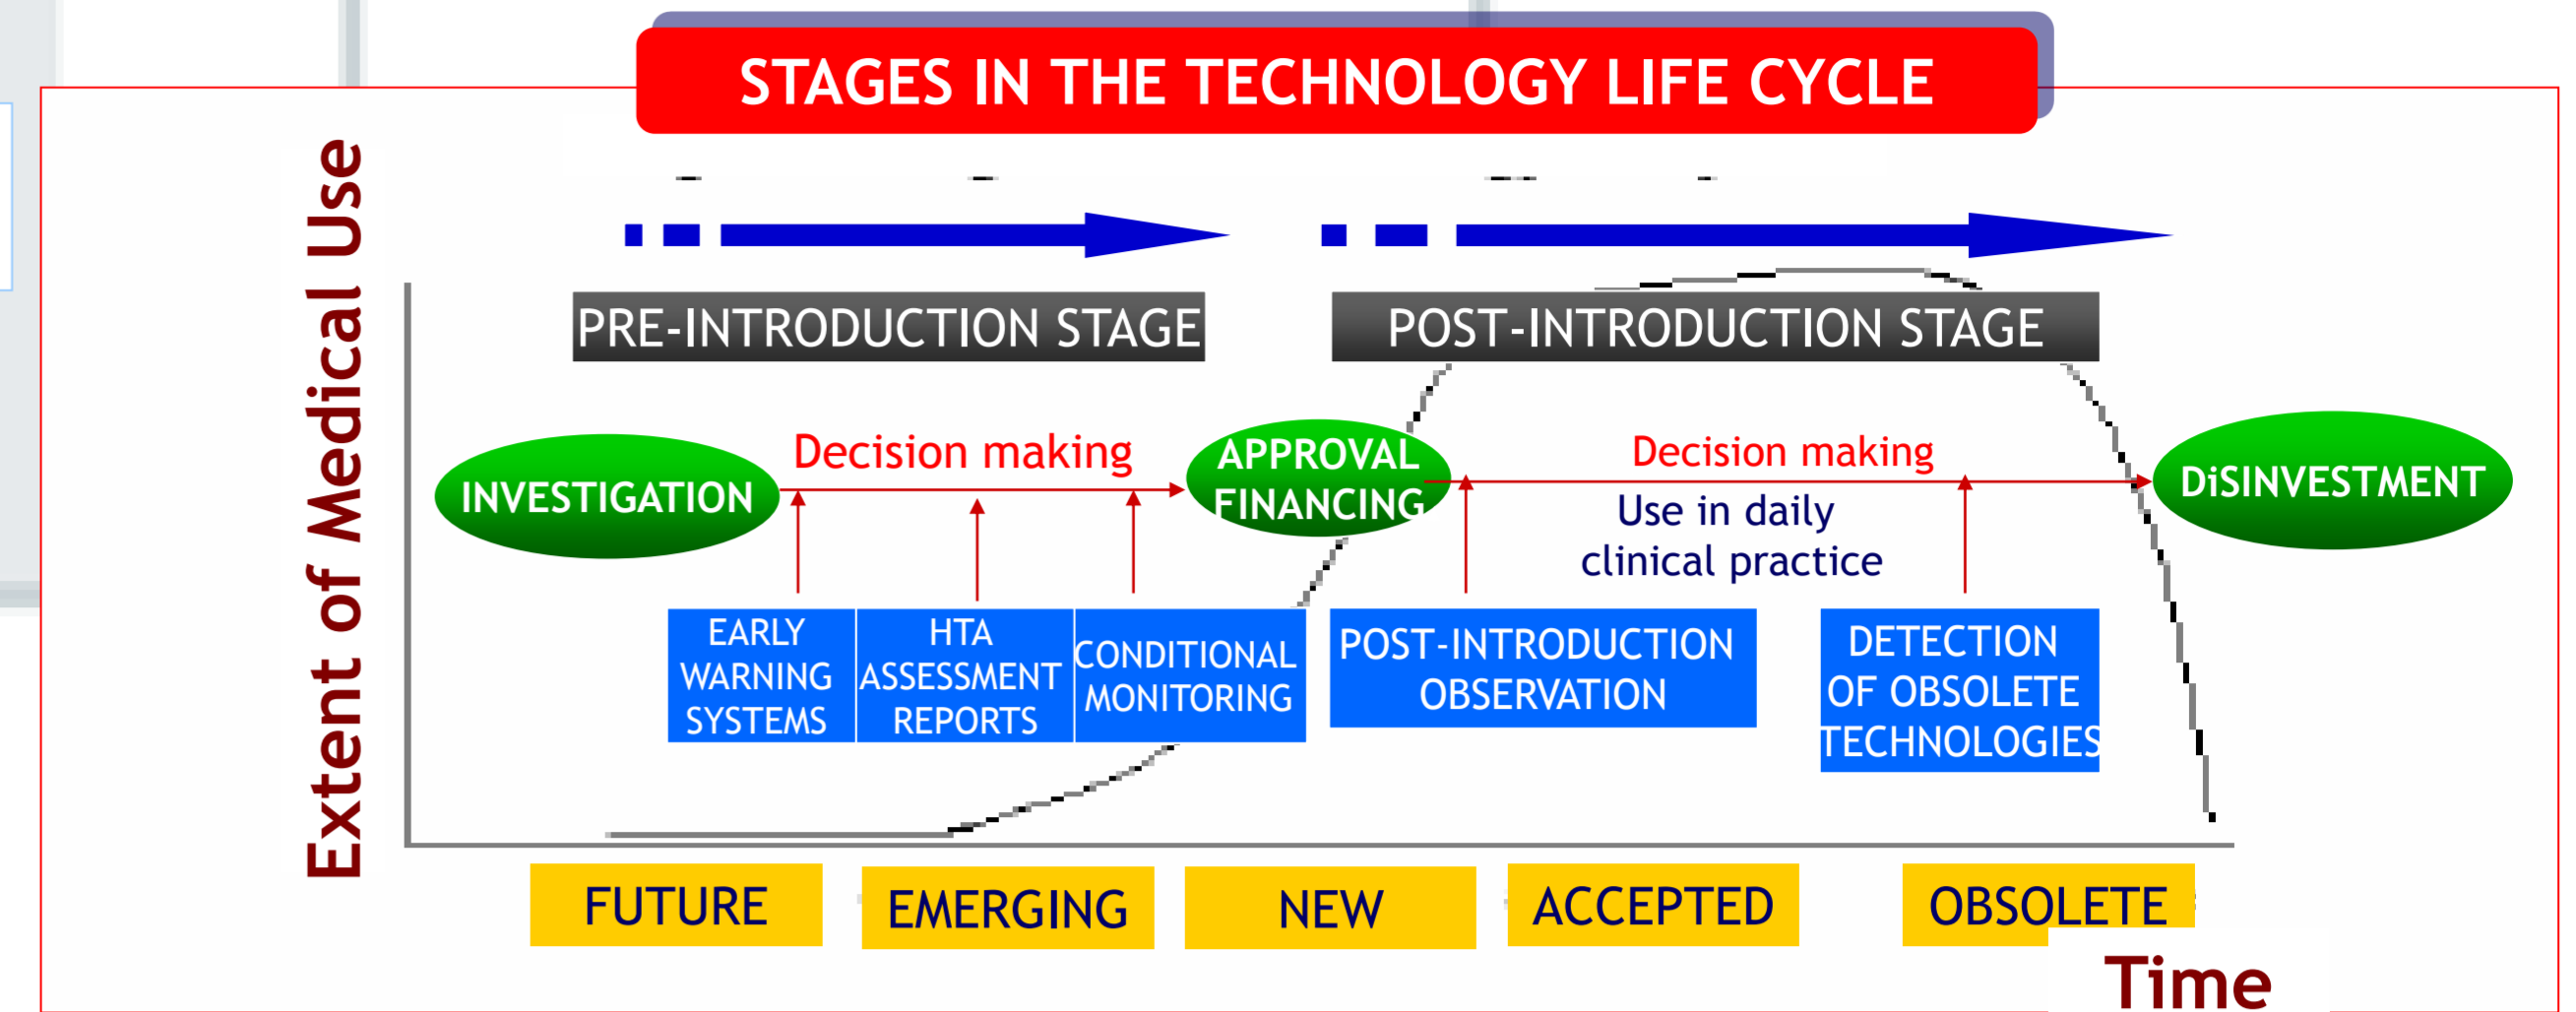 STAGES IN THE TECHNOLOGY LIFE CYCLE
Extent of Medical Use
PRE-INTRODUCTION STAGE
POST-INTRODUCTION STAGE
INVESTIGATION
Decision making
APPROVAL
FINANCING
Decision making
Use in daily
clinical practice
DiSINVESTMENT
EARLY
WARNING
SYSTEMS
HTA
ASSESSMENT
REPORTS
CONDITIONAL
MONITORING
POST-INTRODUCTION
OBSERVATION
DETECTION
OF OBSOLETE
TECHNOLOGIES
FUTURE
EMERGING
NEW
ACCEPTED
OBSOLETE
Time